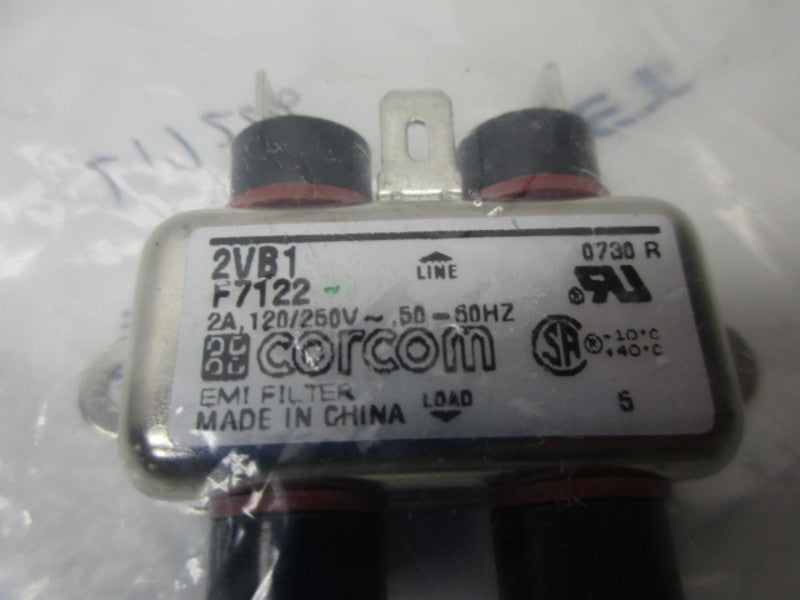 2VB1
F7122
LINE
0730 R
2A, 120/250V~, 50-60HZ
corcom
-10°C
+40°C
EMI FILTER
LOAD
MADE IN CHINA
5